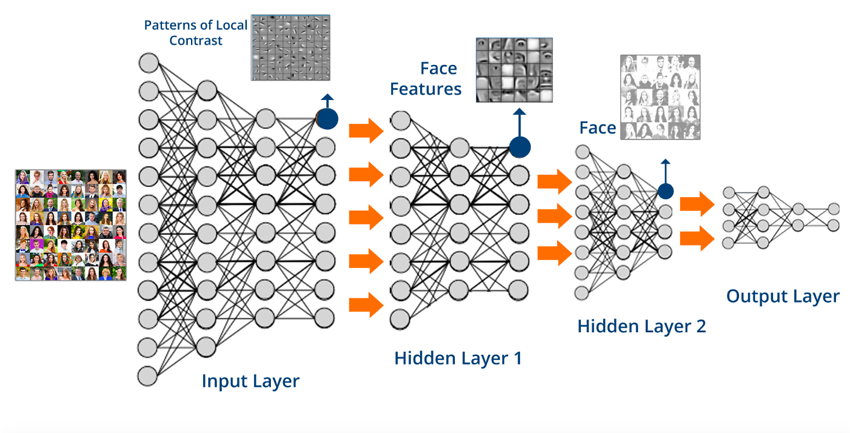 Patterns of Local
Contrast
Face
Features
Face
Input Layer
Hidden Layer 1
Hidden Layer 2
Output Layer